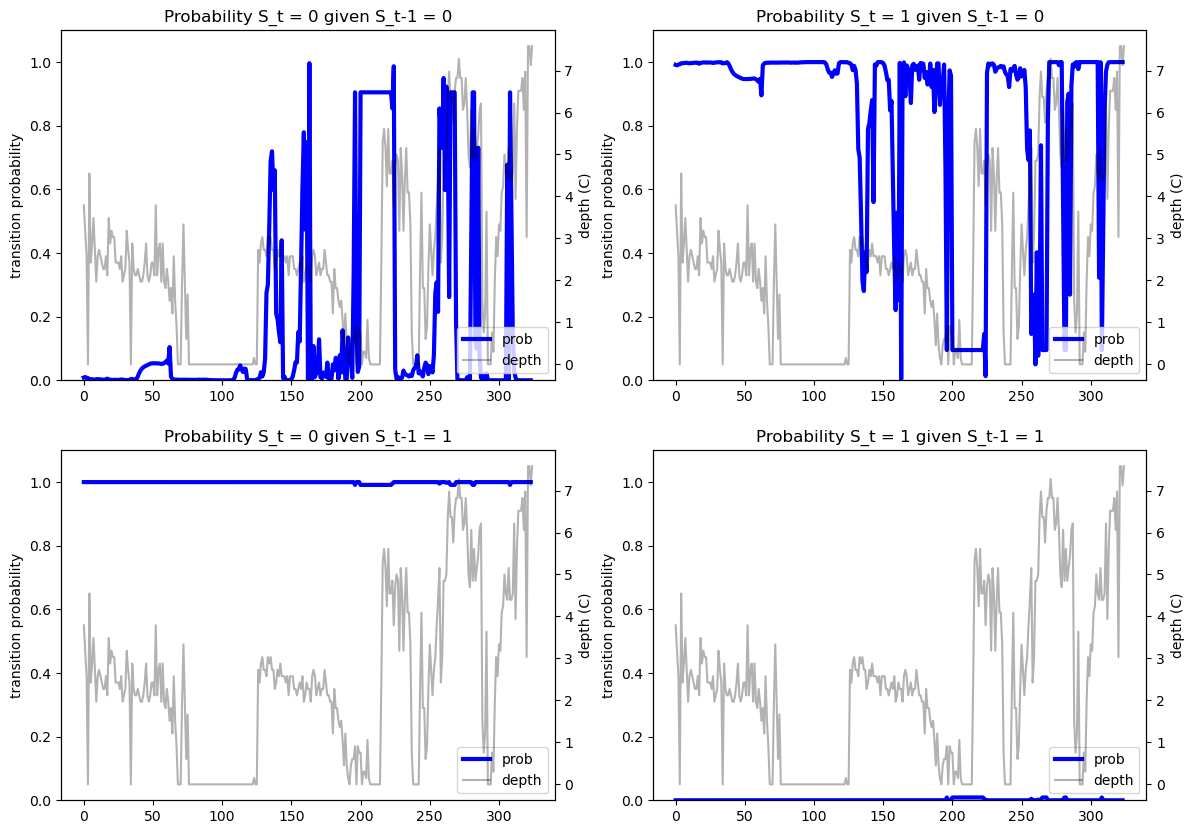 Probability S_t = 0 given S_t-1 = 0
1.0
0.8
0.6
0.4
0.2
0.0
transition probability
7
6
5
4
3
2
1
0
depth (C)
prob
depth
0 50 100 150 200 250 300
Probability S_t = 1 given S_t-1 = 0
1.0
0.8
0.6
0.4
0.2
0.0
transition probability
7
6
5
4
3
2
1
0
depth (C)
prob
depth
0 50 100 150 200 250 300
Probability S_t = 0 given S_t-1 = 1
1.0
0.8
0.6
0.4
0.2
0.0
transition probability
7
6
5
4
3
2
1
0
depth (C)
prob
depth
0 50 100 150 200 250 300
Probability S_t = 1 given S_t-1 = 1
1.0
0.8
0.6
0.4
0.2
0.0
transition probability
7
6
5
4
3
2
1
0
depth (C)
prob
depth
0 50 100 150 200 250 300